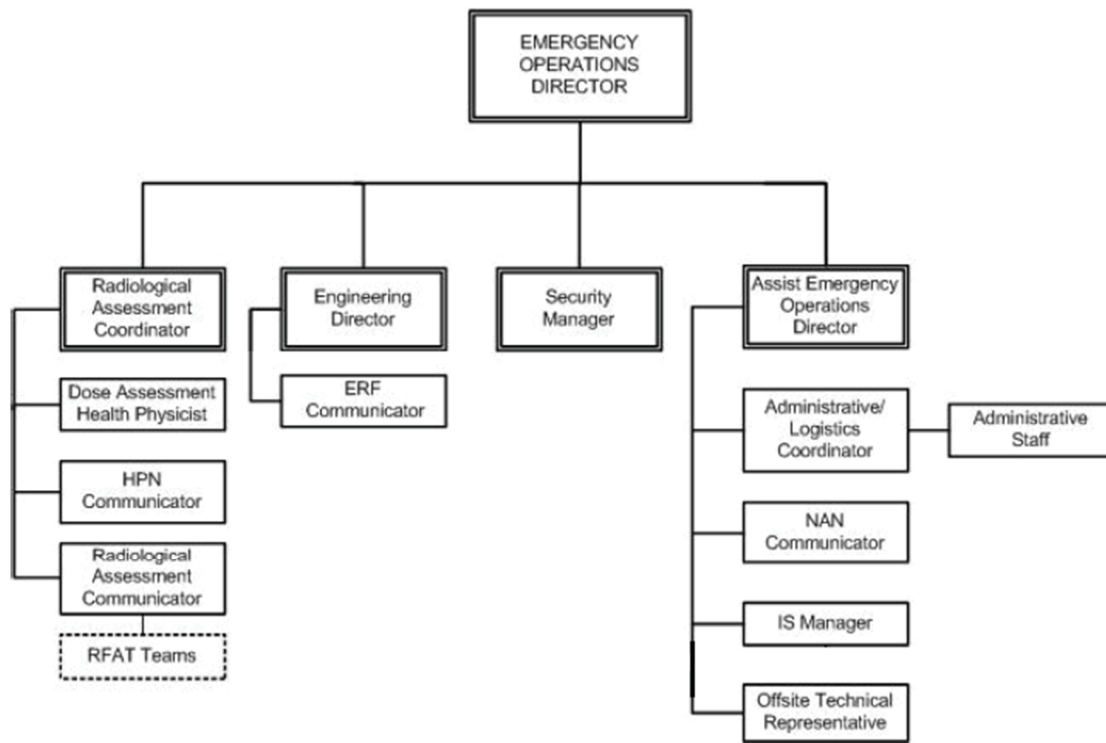 EMERGENCY
OPERATIONS
DIRECTOR
Radiological
Assessment
Coordinator
Engineering
Director
Security
Manager
Assist Emergency
Operations
Director
Dose Assessment
Health Physicist
ERF
Communicator
Administrative/
Logistics
Coordinator
Administrative
Staff
HPN
Communicator
NAN
Communicator
Radiological
Assessment
Communicator
IS Manager
RFAT Teams
Offsite Technical
Representative